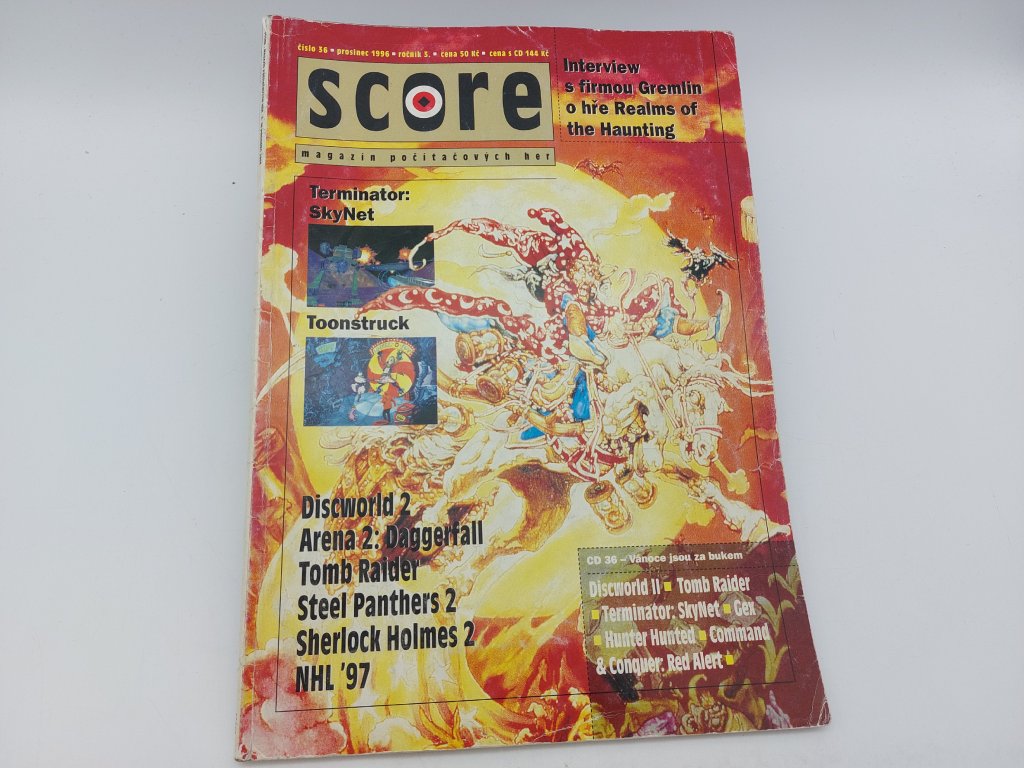 číslo 36 ▪ prosinec 1996 ▪ ročník 3. ▪ cena 50 Kč ▪ cena s CD 144 Kč
score
magazín počítačových her
Interview
s firmou Gremlin
o hře Realms of
the Haunting
Terminator:
SkyNet
Toonstruck
Discworld 2
Arena 2: Daggerfall
Tomb Raider
Steel Panthers 2
Sherlock Holmes 2
NHL '97
CD 36 – Vánoce jsou za bukem
Discworld II ▪ Tomb Raider
▪ Terminator: SkyNet ▪ Gex
▪ Hunter Hunted ▪ Command
& Conquer: Red Alert ▪